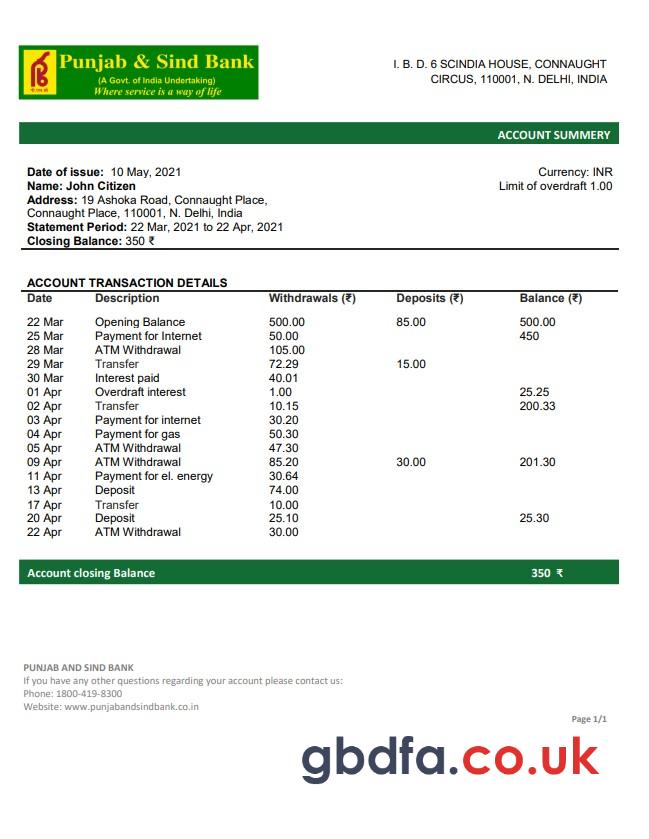 Punjab & Sind Bank
(A Govt. of India Undertaking)
Where service is a way of life
I. B. D. 6 SCINDIA HOUSE, CONNAUGHT
CIRCUS, 110001, N. DELHI, INDIA
ACCOUNT SUMMARY
Date of issue: 10 May, 2021
Currency: INR
Name: John Citizen
Limit of overdraft 1.00
Address: 19 Ashoka Road, Connaught Place,
Connaught Place, 110001, N. Delhi, India
Statement Period: 22 Mar, 2021 to 22 Apr, 2021
Closing Balance: 350 ₹
ACCOUNT TRANSACTION DETAILS
Date Description Withdrawals (₹) Deposits (₹) Balance (₹)
22 Mar Opening Balance 500.00 85.00 500.00
25 Mar Payment for Internet 50.00 450
28 Mar ATM Withdrawal 105.00
29 Mar Transfer 72.29 15.00
30 Mar Interest paid 40.01
01 Apr Overdraft interest 1.00 25.25
02 Apr Transfer 10.15 200.33
03 Apr Payment for internet 30.20
04 Apr Payment for gas 50.30
05 Apr ATM Withdrawal 47.30
09 Apr ATM Withdrawal 85.20 30.00 201.30
11 Apr Payment for el. energy 30.64
13 Apr Deposit 74.00
17 Apr Transfer 10.00
20 Apr Deposit 25.10 25.30
22 Apr ATM Withdrawal 30.00
Account closing Balance 350 ₹
PUNJAB AND SIND BANK
If you have any other questions regarding your account please contact us:
Phone: 1800-419-8300
Website: www.punjabandsindbank.co.in
Page 1/1
gbdfa.co.uk